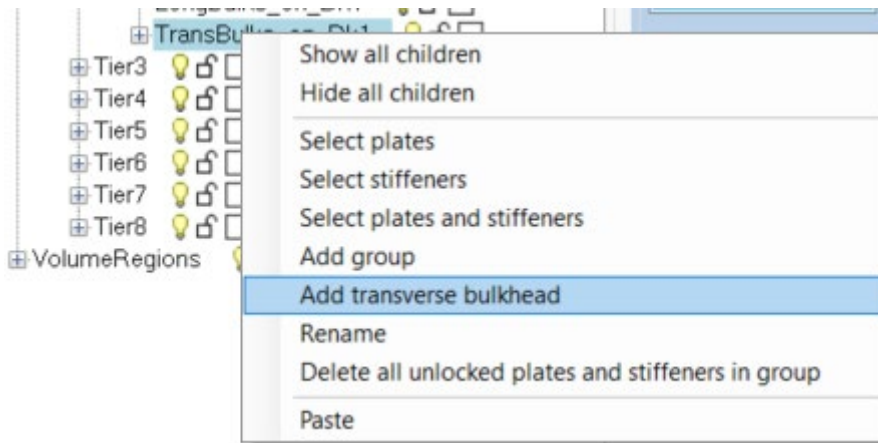 TransBulks_on_Dk1
Show all children
Tier3
Hide all children
Tier4
Tier5
Select plates
Tier6
Select stiffeners
Tier7
Select plates and stiffeners
Tier8
Add group
VolumeRegions
Add transverse bulkhead
Rename
Delete all unlocked plates and stiffeners in group
Paste